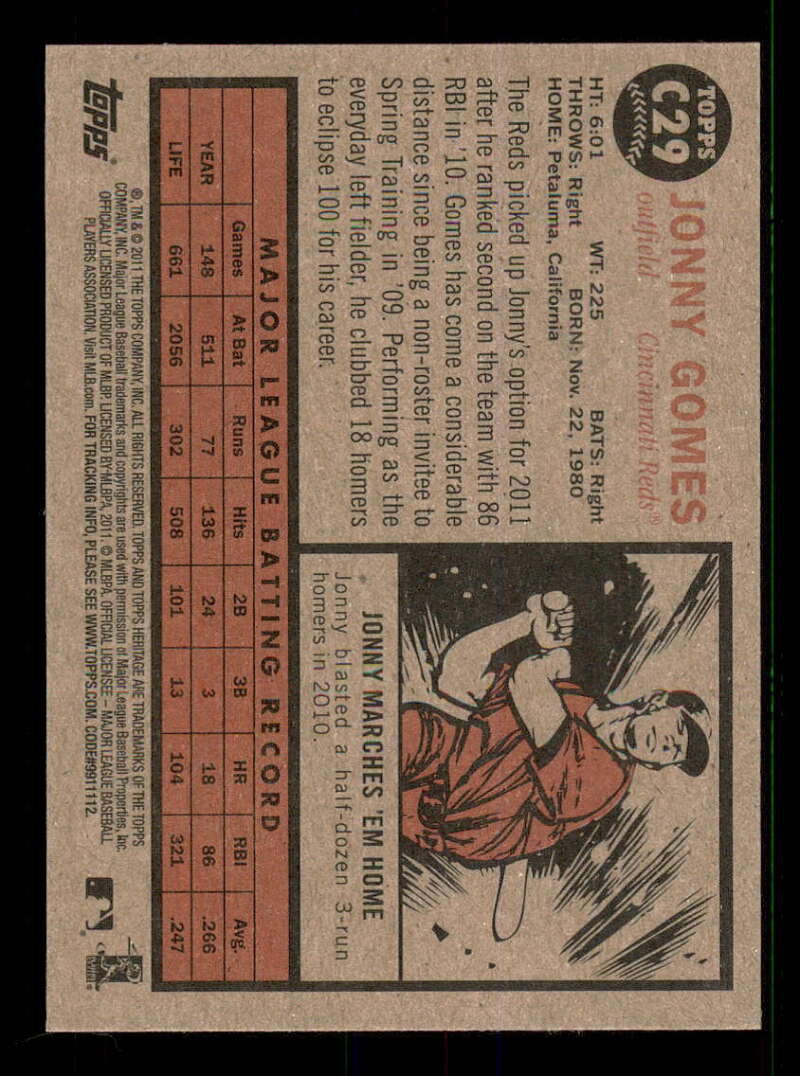 TOPPS
C29
JONNY GOMES
outfield Cincinnati Reds®
HT: 6:01 WT: 225 BATS: Right
THROWS: Right BORN: Nov. 22, 1980
HOME: Petaluma, California
The Reds picked up Jonny's option for 2011
after he ranked second on the team with 86
RBI in '10. Gomes has come a considerable
distance since being a non-roster invitee to
Spring Training in '09. Performing as the
everyday left fielder, he clubbed 18 homers
to eclipse 100 for his career.
JONNY MARCHES 'EM HOME
Jonny blasted a half-dozen 3-run
homers in 2010.
MAJOR LEAGUE BATTING RECORD
Games At Bat Runs Hits 2B 3B HR RBI Avg.
YEAR 148 511 77 136 24 3 18 86 .266
LIFE 661 2056 302 508 101 13 104 321 .247
topps®
®, TM & © 2011 THE TOPPS COMPANY, INC. ALL RIGHTS RESERVED. TOPPS AND TOPPS HERITAGE ARE TRADEMARKS OF THE TOPPS
COMPANY, INC. Major League Baseball trademarks and copyrights are used with permission of Major League Baseball Properties, Inc.
OFFICIALLY LICENSED PRODUCT OF MLBP. LICENSED BY MLBPA, 2011. © MLBPA. OFFICIAL LICENSEE – MAJOR LEAGUE BASEBALL
PLAYERS ASSOCIATION. Visit MLB.com. FOR TRACKING INFO, PLEASE SEE WWW.TOPPS.COM. CODE#9911112.